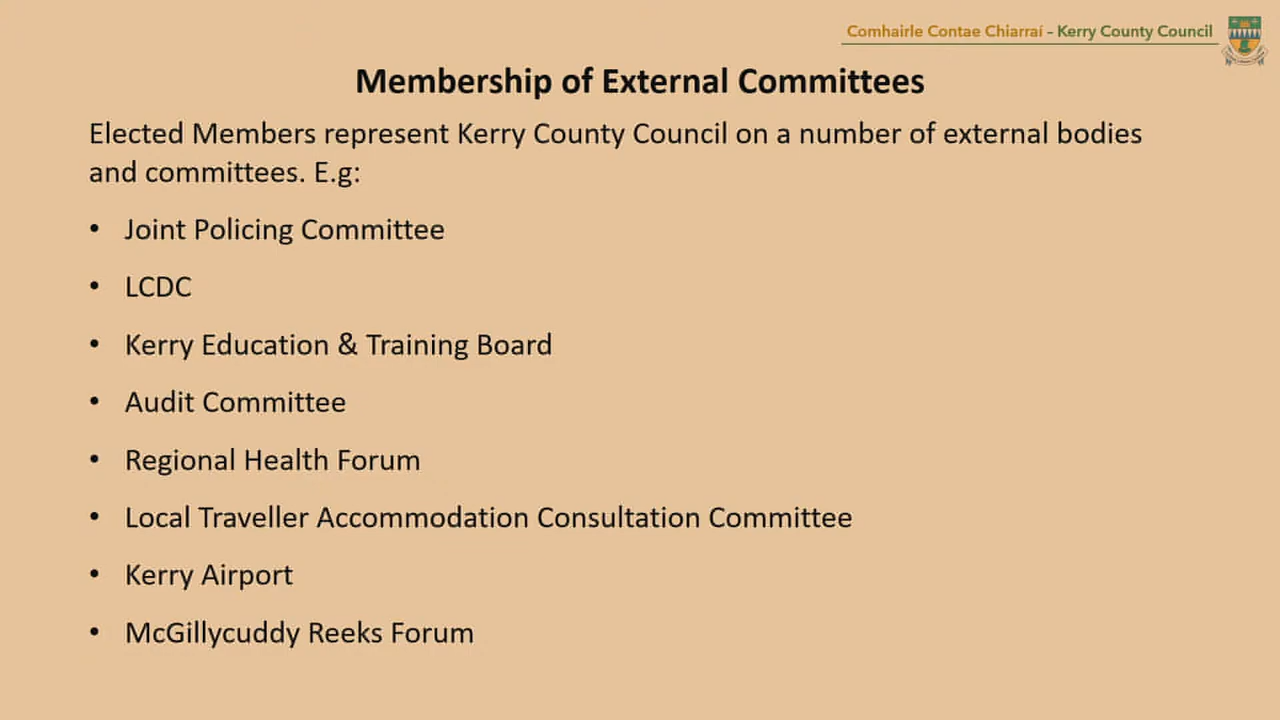 Comhairle Contae Chiarraí - Kerry County Council
Membership of External Committees
Elected Members represent Kerry County Council on a number of external bodies
and committees. E.g:
• Joint Policing Committee
• LCDC
• Kerry Education & Training Board
• Audit Committee
• Regional Health Forum
• Local Traveller Accommodation Consultation Committee
• Kerry Airport
• McGillycuddy Reeks Forum